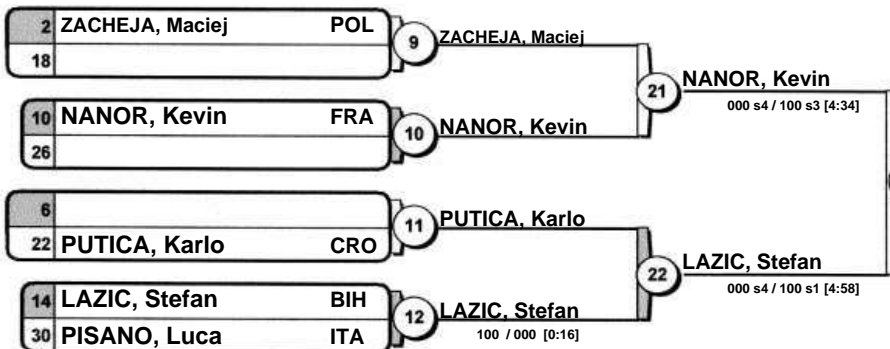 2 ZACHEJA, Maciej POL
18
9 ZACHEJA, Maciej
10 NANOR, Kevin FRA
26
10 NANOR, Kevin
21 NANOR, Kevin
000 s4 / 100 s3 [4:34]
6
22 PUTICA, Karlo CRO
11 PUTICA, Karlo
14 LAZIC, Stefan BIH
30 PISANO, Luca ITA
12 LAZIC, Stefan
100 / 000 [0:16]
22 LAZIC, Stefan
000 s4 / 100 s1 [4:58]